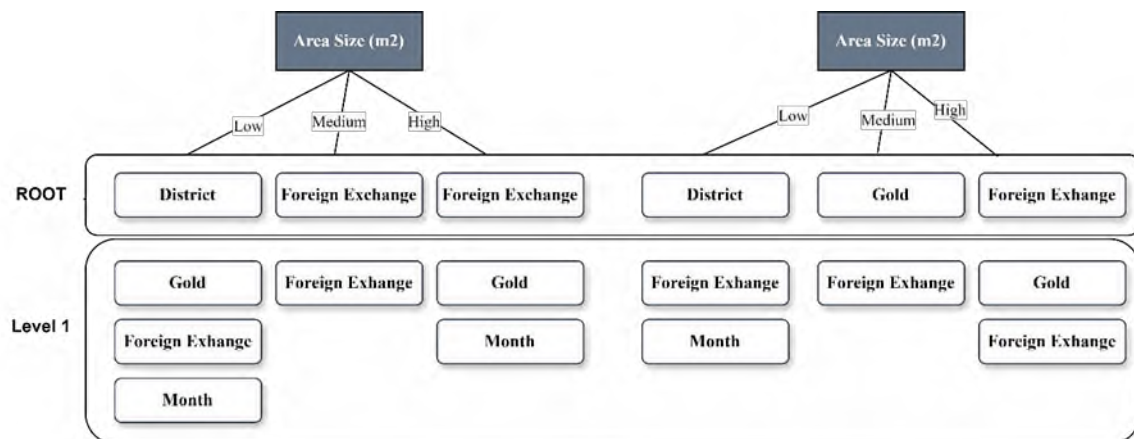 Area Size (m2) Area Size (m2)
Low Medium High Low Medium High
ROOT District Foreign Exchange Foreign Exchange District Gold Foreign Exhange
Gold Foreign Exhange Gold Foreign Exhange Foreign Exhange Gold
Level 1 Foreign Exhange Month Month Foreign Exhange
Month